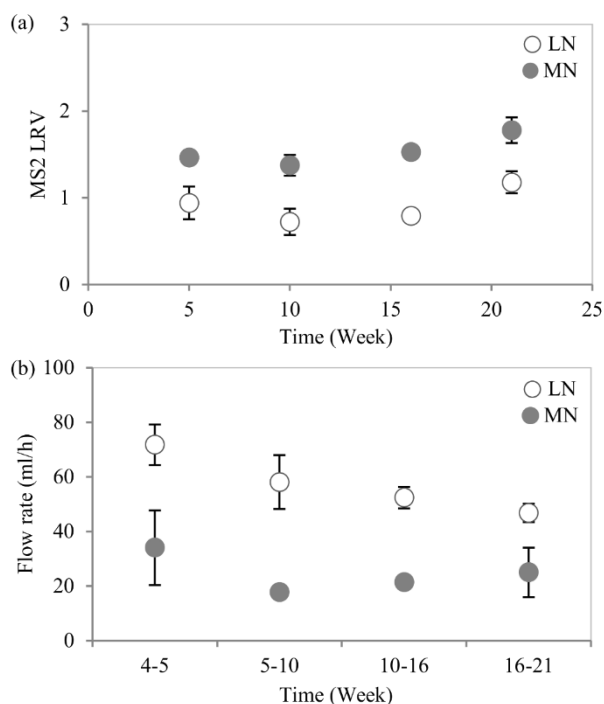 (a)
3
2
1
0
MS2 LRV
LN
MN
0 5 10 15 20 25
Time (Week)
(b)
100
80
60
40
20
0
Flow rate (ml/h)
LN
MN
4-5 5-10 10-16 16-21
Time (Week)